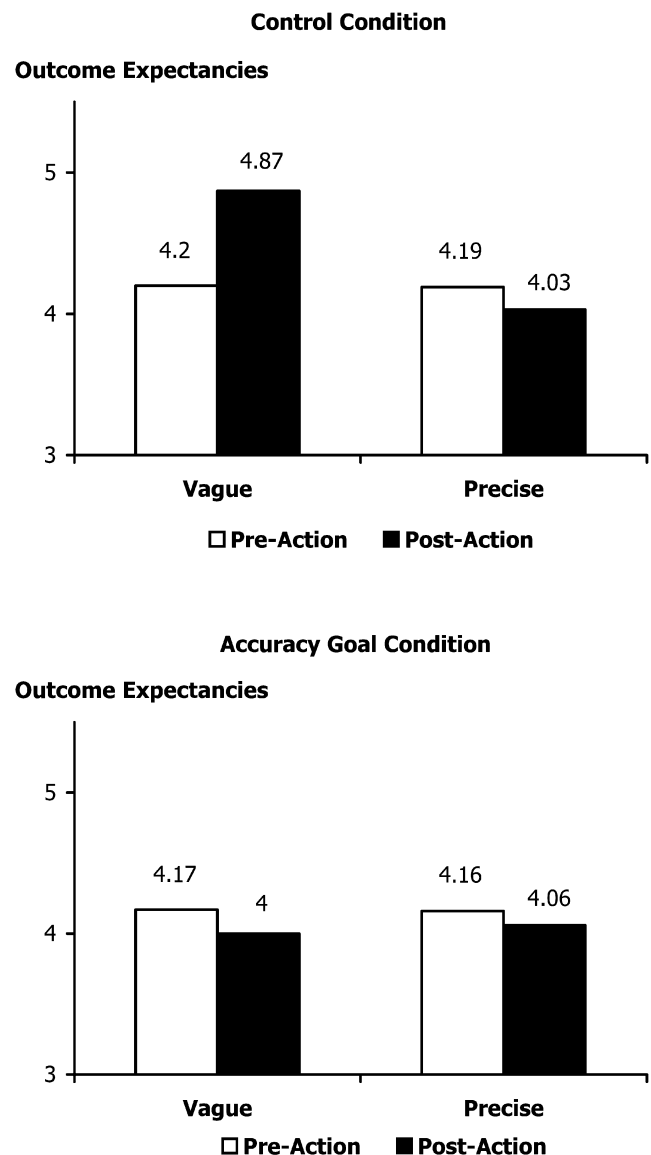 Control Condition
Outcome Expectancies
5
4
3
4.2
4.87
4.19
4.03
Vague
Precise
Pre-Action
Post-Action
Accuracy Goal Condition
Outcome Expectancies
5
4
3
4.17
4
4.16
4.06
Vague
Precise
Pre-Action
Post-Action